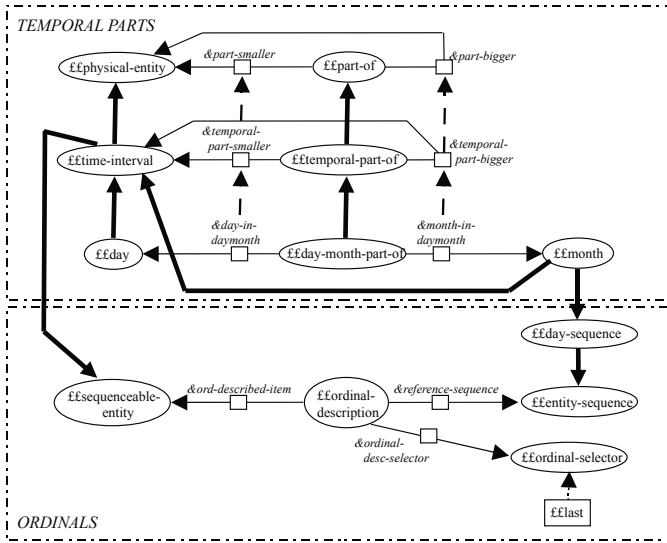 TEMPORAL PARTS
&part-smaller
&part-bigger
££physical-entity
££part-of
&temporal-
part-smaller
&temporal-
part-bigger
££time-interval
££temporal-part-of
&day-in-
daymonth
&month-in-
daymonth
££day
££day-month-part-of
££month
££day-sequence
&ord-described-item
££ordinal-
description
&reference-sequence
££sequenceable-
entity
££entity-sequence
&ordinal-
desc-selector
££ordinal-selector
££last
ORDINALS